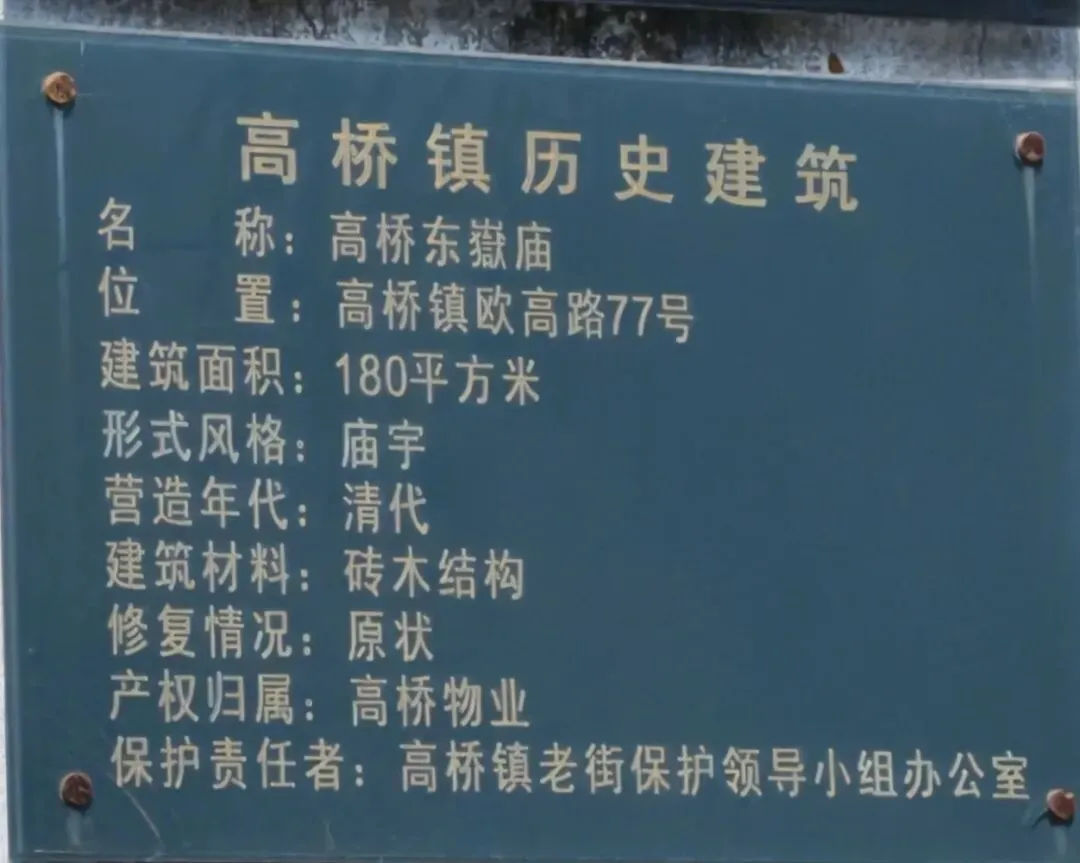 高桥镇历史建筑
名　　称：高桥东嶽庙
位　　置：高桥镇欧高路77号
建筑面积：180平方米
形式风格：庙宇
营造年代：清代
建筑材料：砖木结构
修复情况：原状
产权归属：高桥物业
保护责任者：高桥镇老街保护领导小组办公室